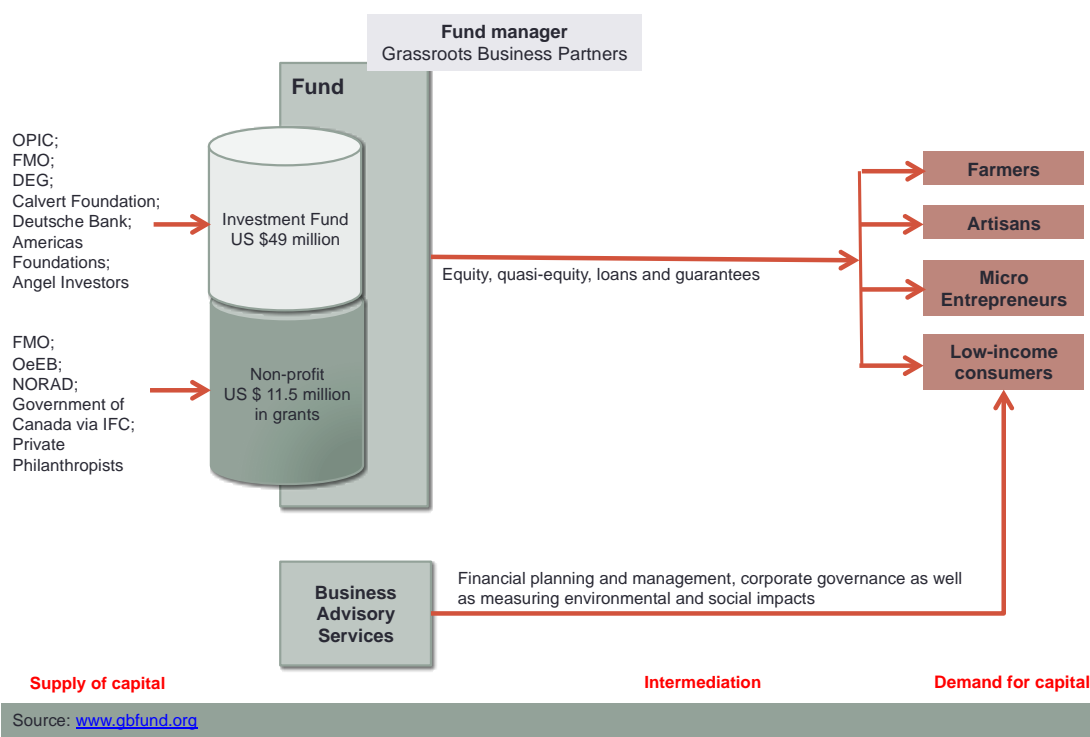 Fund manager
Grassroots Business Partners
Fund
OPIC;
FMO;
DEG;
Calvert Foundation;
Deutsche Bank;
Americas
Foundations;
Angel Investors
Investment Fund
US $49 million
FMO;
OeEB;
NORAD;
Government of
Canada via IFC;
Private
Philanthropists
Non-profit
US $ 11.5 million
in grants
Equity, quasi-equity, loans and guarantees
Farmers
Artisans
Micro
Entrepreneurs
Low-income
consumers
Business
Advisory
Services
Financial planning and management, corporate governance as well
as measuring environmental and social impacts
Supply of capital
Intermediation
Demand for capital
Source: www.gbfund.org